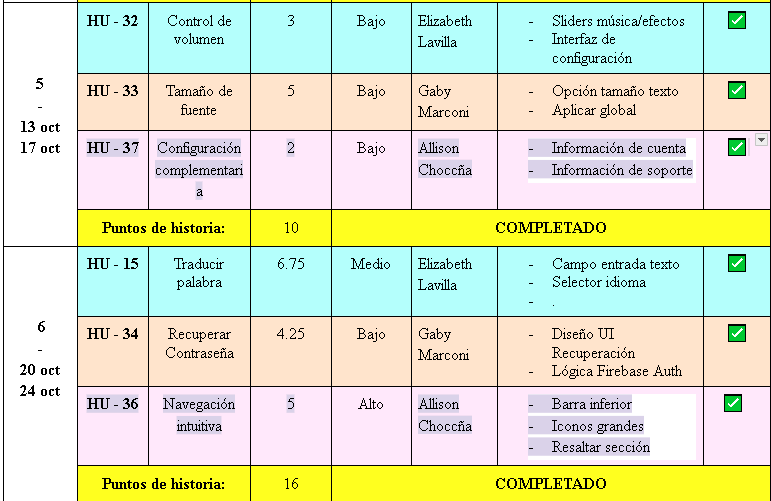 5
-
13 oct
17 oct
HU - 32
Control de
volumen
3
Bajo
Elizabeth
Lavilla
- Sliders música/efectos
- Interfaz de
configuración
HU - 33
Tamaño de
fuente
5
Bajo
Gaby
Marconi
- Opción tamaño texto
- Aplicar global
HU - 37
Configuración
complementari
a
2
Bajo
Allison
Choccña
- Información de cuenta
- Información de soporte
Puntos de historia:
10
COMPLETADO
6
-
20 oct
24 oct
HU - 15
Traducir
palabra
6.75
Medio
Elizabeth
Lavilla
- Campo entrada texto
- Selector idioma
- .
HU - 34
Recuperar
Contraseña
4.25
Bajo
Gaby
Marconi
- Diseño UI
Recuperación
- Lógica Firebase Auth
HU - 36
Navegación
intuitiva
5
Alto
Allison
Choccña
- Barra inferior
- Iconos grandes
- Resaltar sección
Puntos de historia:
16
COMPLETADO